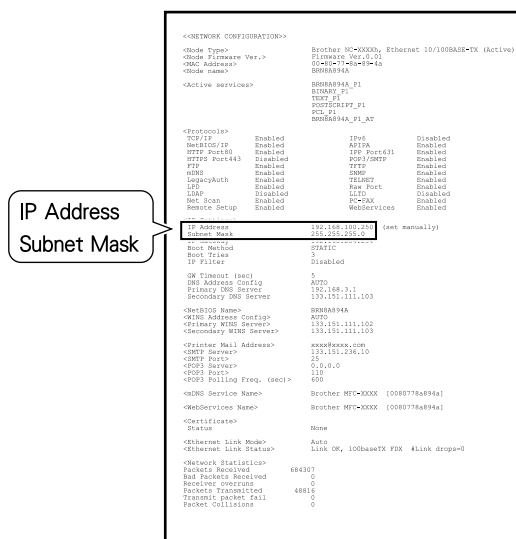 <<NETWORK CONFIGURATION>>
<Node Type> Brother NC-XXXXh, Ethernet 10/100BASE-TX (Active)
<Node Firmware Ver.> Firmware Ver.0.01
<MAC Address> 00-80-77-8a-89-4a
<Node name> BRN8A894A
<Active services> BRN8A894A_P1
BINARY_P1
TEXT_P1
POSTSCRIPT_P1
PCL_P1
BRN8A894A_P1_AT
<Protocols>
TCP/IP Enabled IPv6 Disabled
NetBIOS/IP Enabled APIPA Enabled
HTTP Port80 Enabled IPP Port631 Enabled
HTTPS Port443 Disabled POP3/SMTP Enabled
FTP Enabled TFTP Enabled
mDNS Enabled SNMP Enabled
LegacyAuth Enabled TELNET Enabled
LPD Enabled Raw Port Enabled
LDAP Disabled LLTD Disabled
Net Scan Enabled PC-FAX Enabled
Remote Setup Enabled WebServices Enabled
IP Address
Subnet Mask
IP Address 192.168.100.250 (set manually)
Subnet Mask 255.255.255.0
Boot Method STATIC
Boot Tries 3
IP Filter Disabled
GW Timeout (sec) 5
DNS Address Config AUTO
Primary DNS Server 192.168.3.1
Secondary DNS Server 133.151.111.103
<NetBIOS Name> BRN8A894A
<WINS Address Config> AUTO
<Primary WINS Server> 133.151.111.102
<Secondary WINS Server> 133.151.111.103
<Printer Mail Address> xxxx@xxxx.com
<SMTP Server> 133.151.236.10
<SMTP Port> 25
<POP3 Server> 0.0.0.0
<POP3 Port> 110
<POP3 Polling Freq. (sec)> 600
<mDNS Service Name> Brother MFC-XXXX [0080778a894a]
<WebServices Name> Brother MFC-XXXX [0080778a894a]
<Certificate>
Status None
<Ethernet Link Mode> Auto
<Ethernet Link Status> Link OK, 100baseTX FDX #Link drops=0
<Network Statistics>
Packets Received 684307
Bad Packets Received 0
Receiver overruns 0
Packets Transmitted 48816
Transmit packet fail 0
Packet Collisions 0